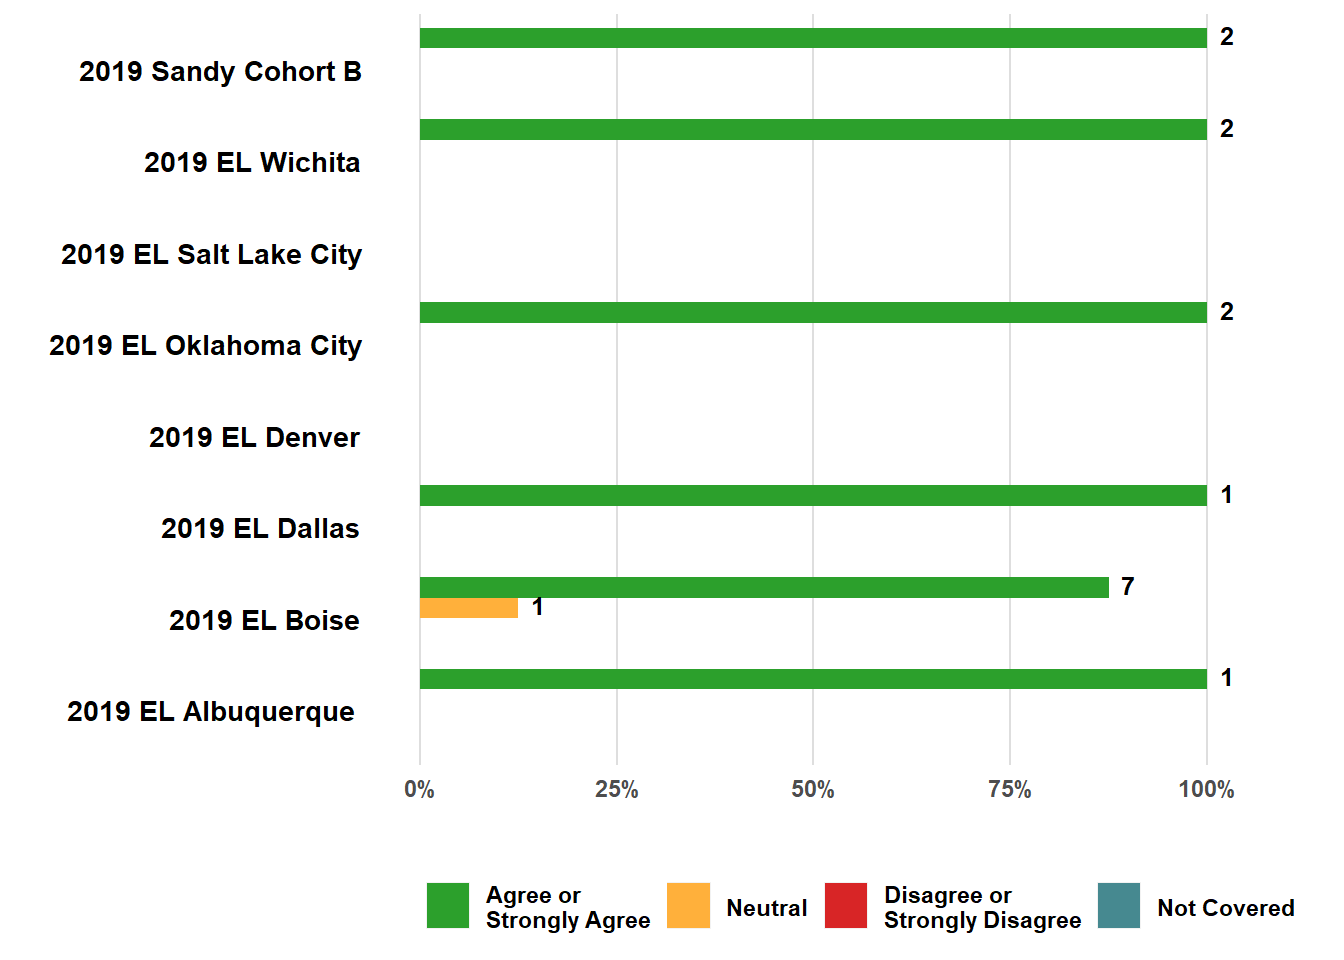 2
2019 Sandy Cohort B
2
2019 EL Wichita
2019 EL Salt Lake City
2
2019 EL Oklahoma City
2019 EL Denver
1
2019 EL Dallas
7
1
2019 EL Boise
1
2019 EL Albuquerque
0% 25% 50% 75% 100%
Agree or
Strongly Agree
Neutral
Disagree or
Strongly Disagree
Not Covered